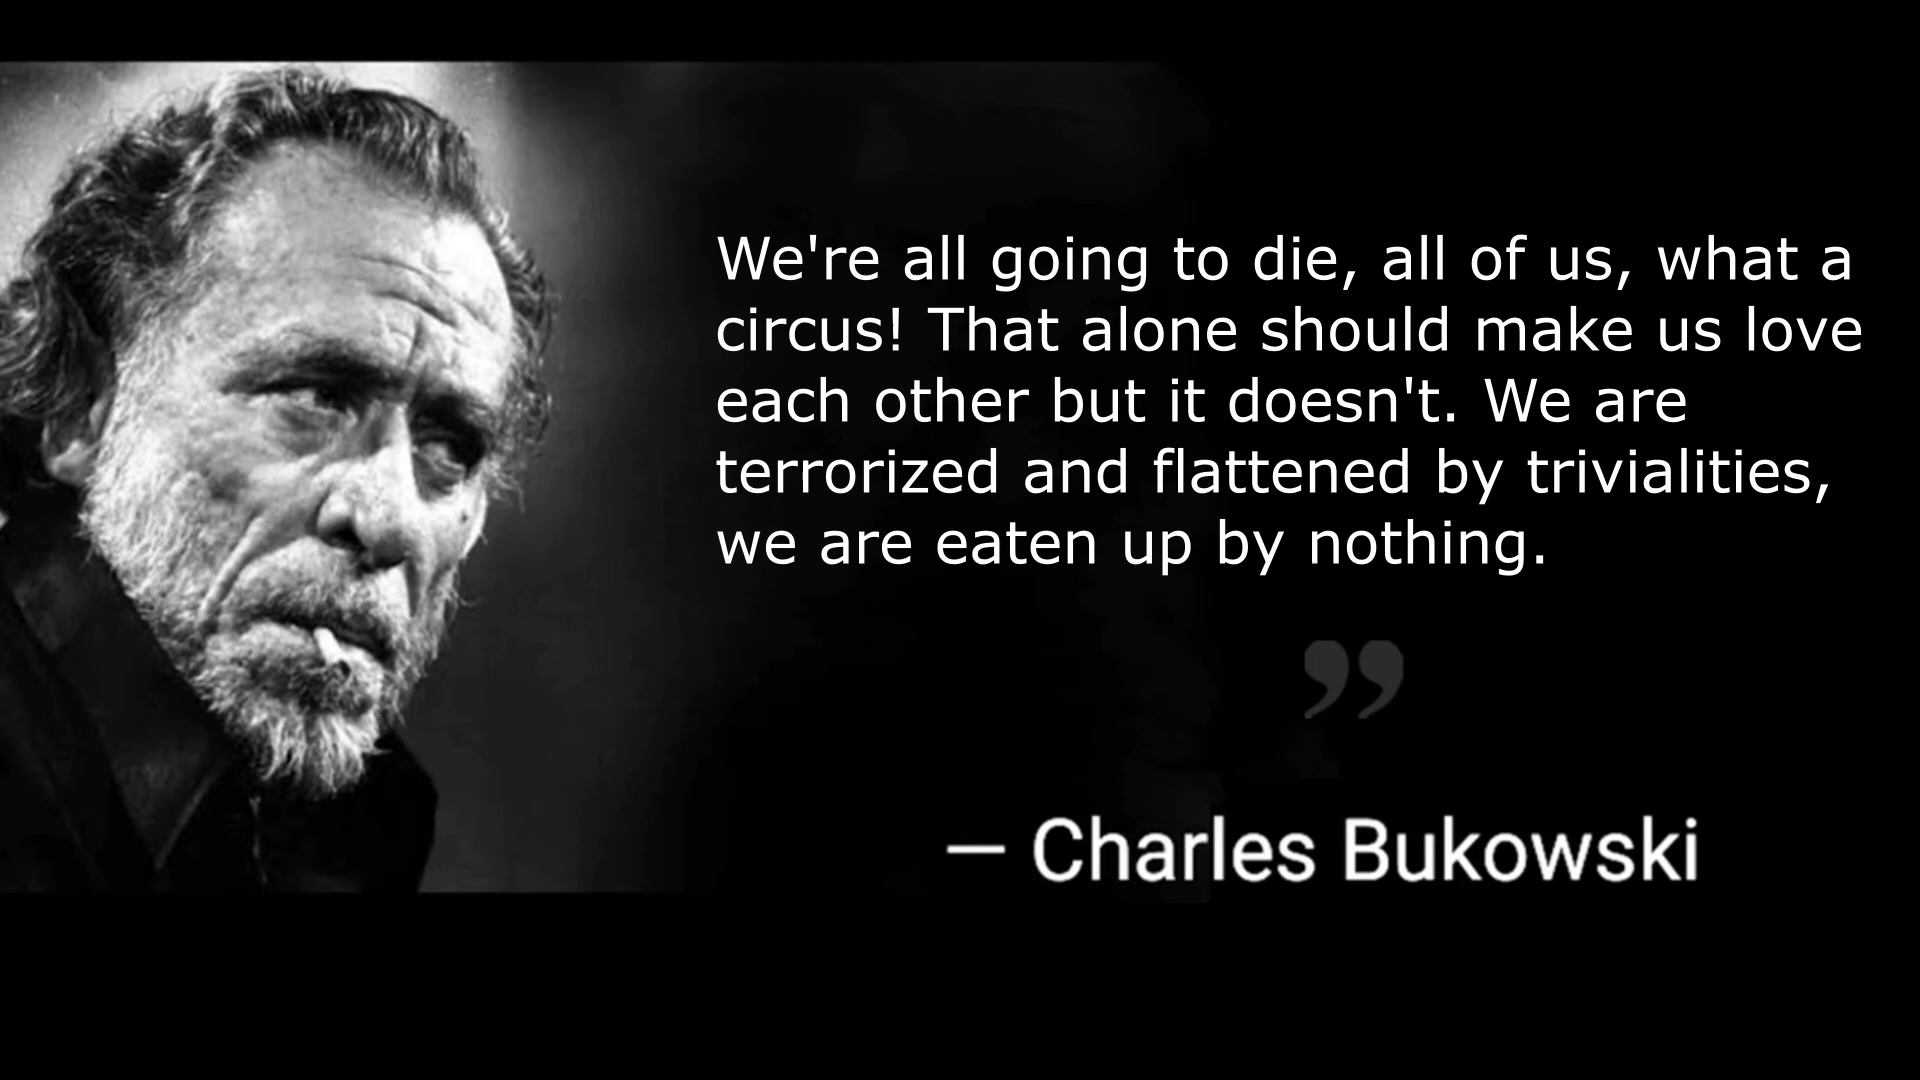 We're all going to die, all of us, what a
circus! That alone should make us love
each other but it doesn't. We are
terrorized and flattened by trivialities,
we are eaten up by nothing.
”
— Charles Bukowski